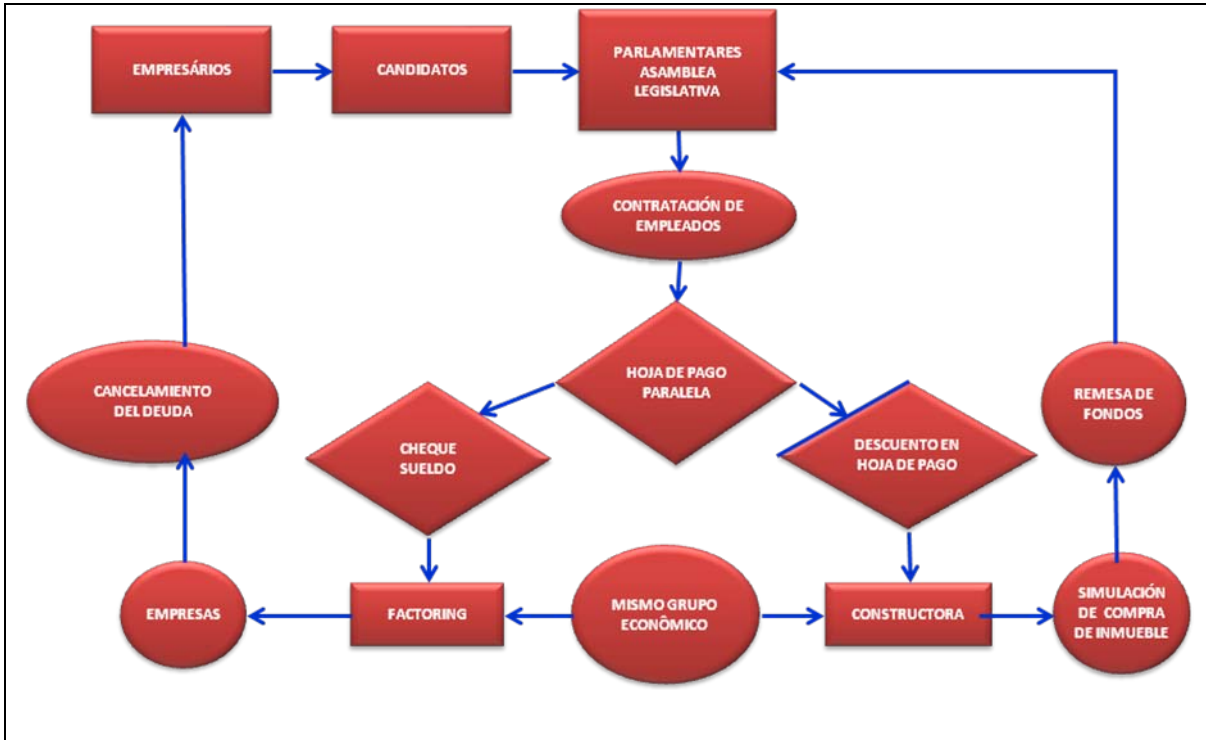 EMPRESÁRIOS
CANDIDATOS
PARLAMENTARES
ASAMBLEA
LEGISLATIVA
CONTRATACIÓN DE
EMPLEADOS
HOJA DE PAGO
PARALELA
CANCELAMIENTO
DEL DEUDA
REMESA DE
FONDOS
CHEQUE
SUELDO
DESCUENTO EN
HOJA DE PAGO
EMPRESAS
FACTORING
MISMO GRUPO
ECONÔMICO
CONSTRUCTORA
SIMULACIÓN
DE COMPRA
DE INMUEBLE